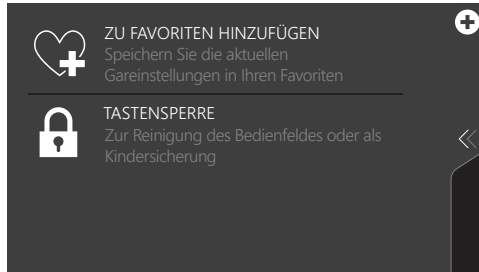 ZU FAVORITEN HINZUFÜGEN
Speichern Sie die aktuellen
Gareinstellungen in Ihren Favoriten
TASTENSPERRE
Zur Reinigung des Bedienfeldes oder als
Kindersicherung